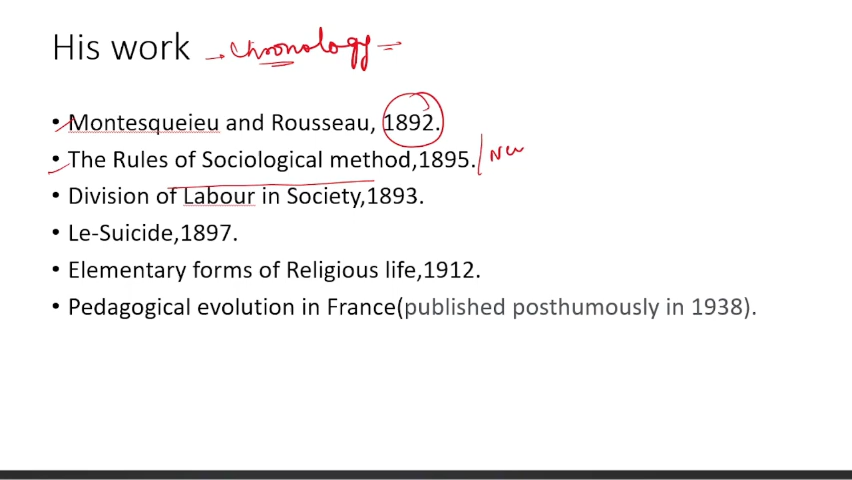 His work → chronology
• Montesqueieu and Rousseau, 1892.
• The Rules of Sociological method,1895.
• Division of Labour in Society,1893.
• Le-Suicide,1897.
• Elementary forms of Religious life,1912.
• Pedagogical evolution in France(published posthumously in 1938).